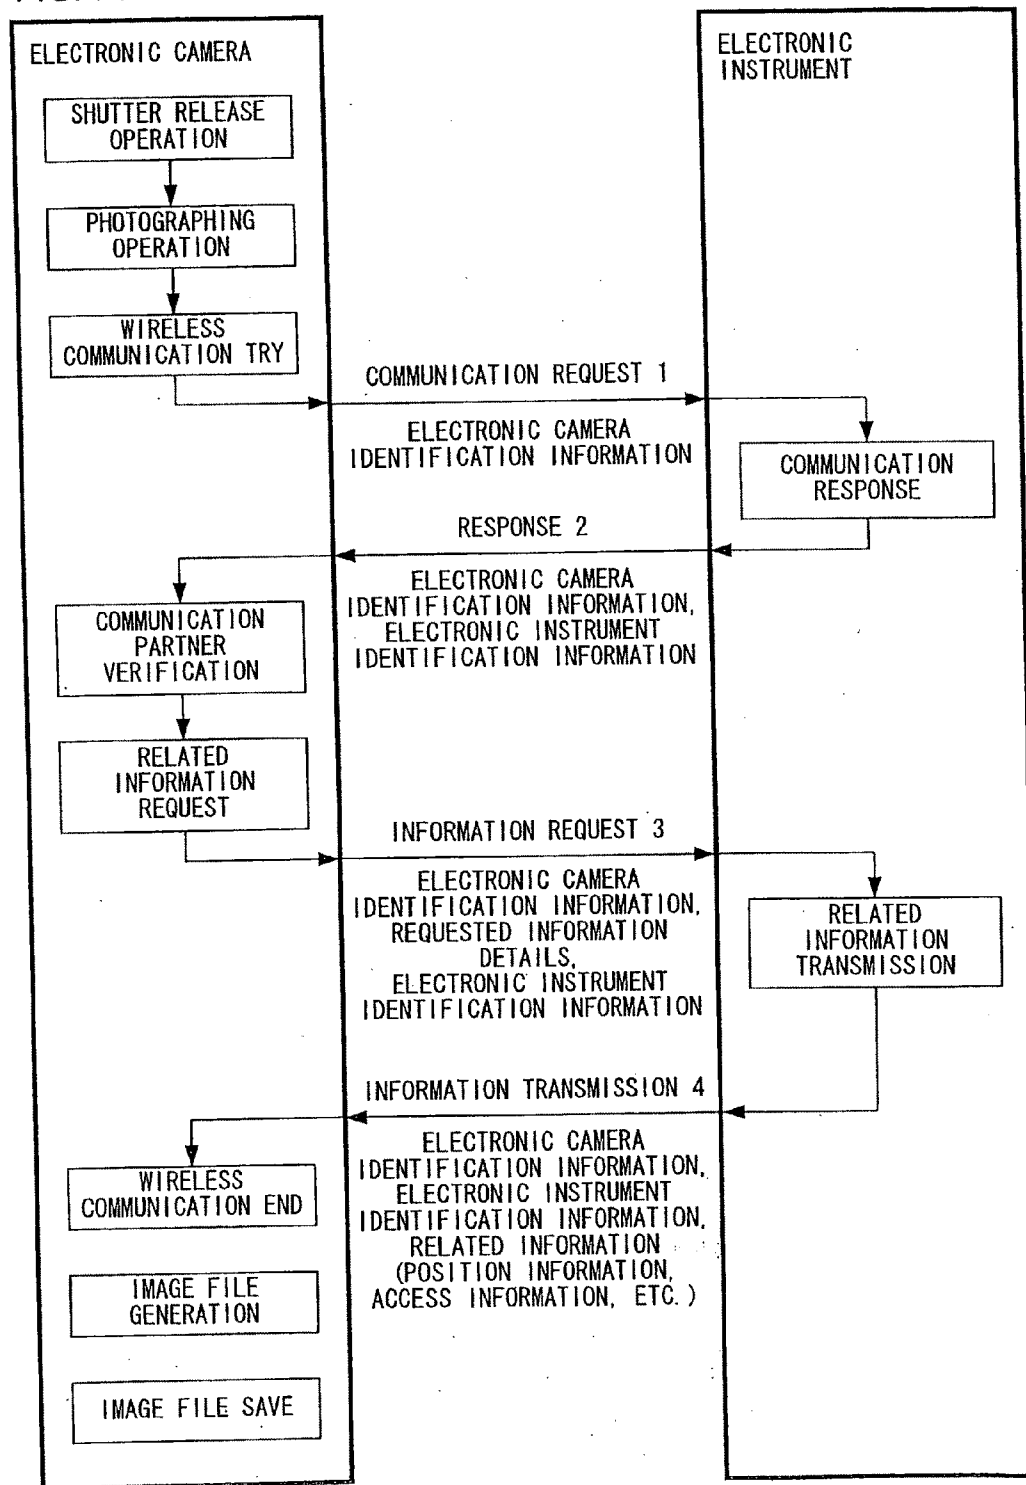 ELECTRONIC CAMERA
ELECTRONIC
INSTRUMENT
SHUTTER RELEASE
OPERATION
PHOTOGRAPHING
OPERATION
WIRELESS
COMMUNICATION TRY
COMMUNICATION REQUEST 1
ELECTRONIC CAMERA
IDENTIFICATION INFORMATION
COMMUNICATION
RESPONSE
RESPONSE 2
ELECTRONIC CAMERA
IDENTIFICATION INFORMATION,
ELECTRONIC INSTRUMENT
IDENTIFICATION INFORMATION
COMMUNICATION
PARTNER
VERIFICATION
RELATED
INFORMATION
REQUEST
INFORMATION REQUEST 3
ELECTRONIC CAMERA
IDENTIFICATION INFORMATION,
REQUESTED INFORMATION
DETAILS,
ELECTRONIC INSTRUMENT
IDENTIFICATION INFORMATION
RELATED
INFORMATION
TRANSMISSION
INFORMATION TRANSMISSION 4
ELECTRONIC CAMERA
IDENTIFICATION INFORMATION,
ELECTRONIC INSTRUMENT
IDENTIFICATION INFORMATION,
RELATED INFORMATION
(POSITION INFORMATION,
ACCESS INFORMATION, ETC.)
WIRELESS
COMMUNICATION END
IMAGE FILE
GENERATION
IMAGE FILE SAVE